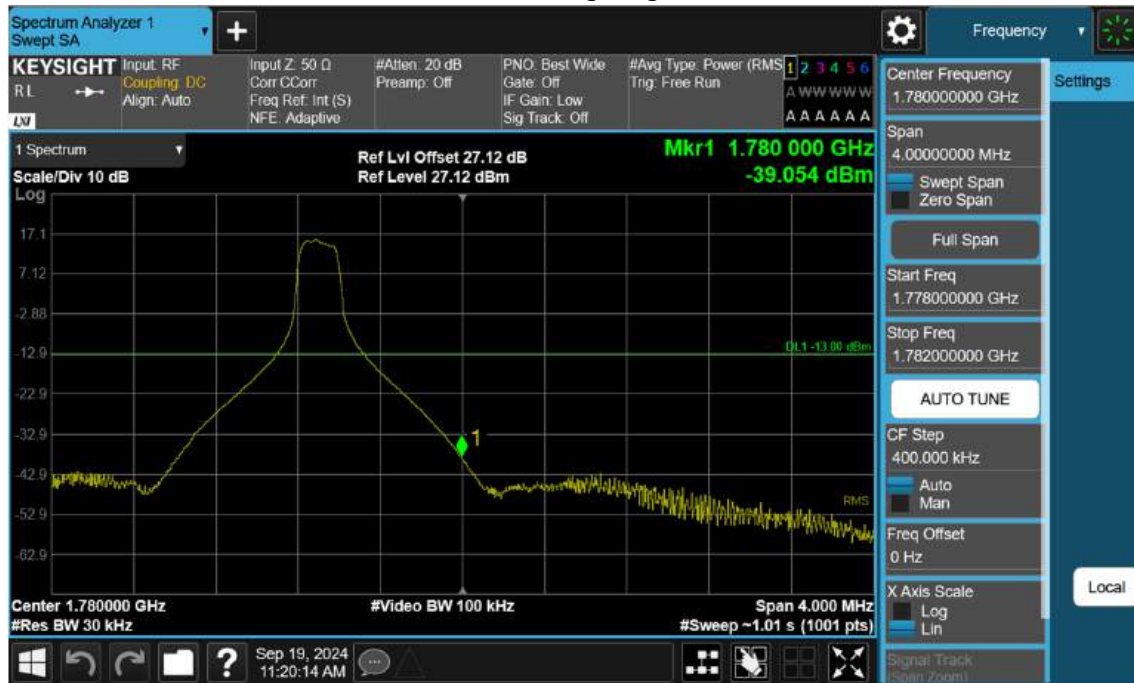 Spectrum Analyzer 1
Swept SA
Frequency
KEYSIGHT
RL
LXI
Input: RF
Coupling: DC
Align: Auto
Input Z: 50 Ω
Corr CCorr
Freq Ref: Int (S)
NFE: Adaptive
#Atten: 20 dB
Preamp: Off
PNO: Best Wide
Gate: Off
IF Gain: Low
Sig Track: Off
#Avg Type: Power (RMS
Trig: Free Run
1 2 3 4 5 6
A W W W W W
A A A A A A
1 Spectrum
Scale/Div 10 dB
Log
Ref Lvl Offset 27.12 dB
Ref Level 27.12 dBm
Mkr1 1.780 000 GHz
-39.054 dBm
17.1
7.12
-2.88
-12.9
-22.9
-32.9
-42.9
-52.9
-62.9
DL1 -13.00 dBm
1
RMS
Center 1.780000 GHz
#Res BW 30 kHz
#Video BW 100 kHz
Span 4.000 MHz
#Sweep ~1.01 s (1001 pts)
Center Frequency
1.780000000 GHz
Span
4.00000000 MHz
Swept Span
Zero Span
Full Span
Start Freq
1.778000000 GHz
Stop Freq
1.782000000 GHz
AUTO TUNE
CF Step
400.000 kHz
Auto
Man
Freq Offset
0 Hz
X Axis Scale
Log
Lin
Signal Track
(Span Zoom)
Settings
Local
?
Sep 19, 2024
11:20:14 AM